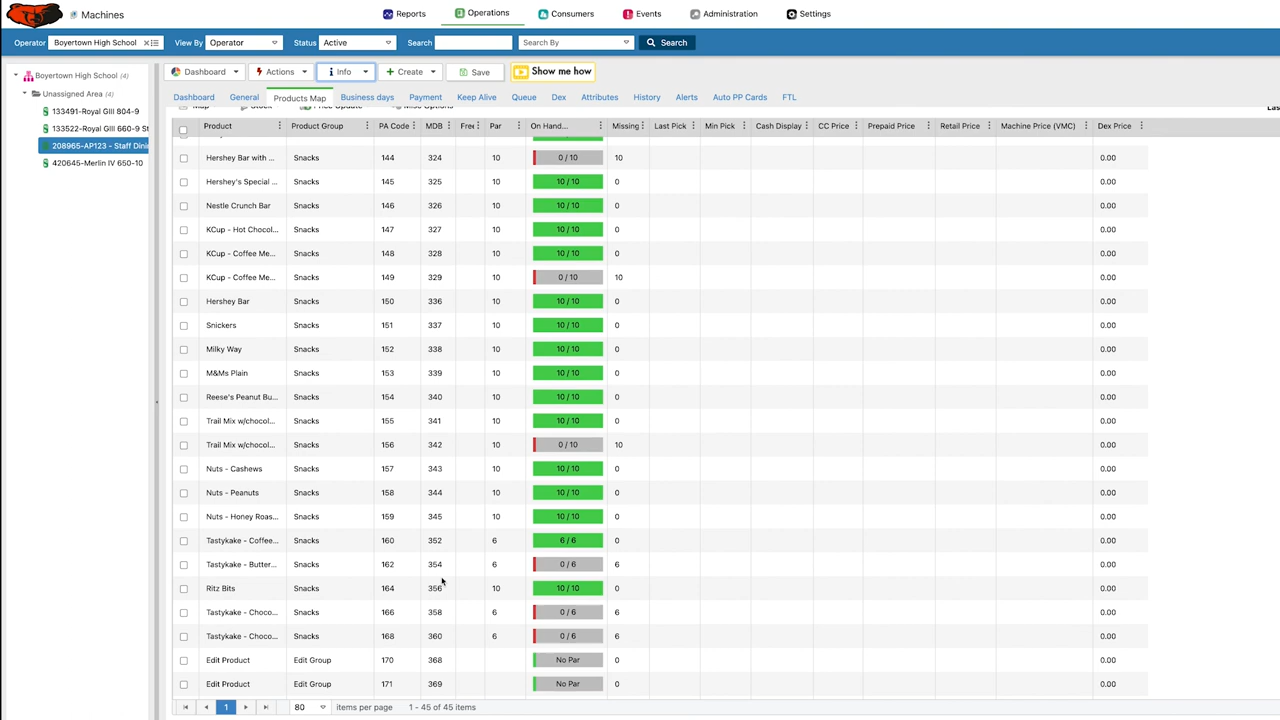 Machines Reports Operations Consumers Events Administration Settings
Operator Boyertown High School View By Operator Status Active Search Search By Search
Boyertown High School (4)
Unassigned Area (4)
133491-Royal GIII 804-9
133522-Royal GIII 660-9 St
208965-AP123 - Staff Dini
420645-Merlin IV 650-10
Dashboard Actions Info Create Save Show me how
Dashboard General Products Map Business days Payment Keep Alive Queue Dex Attributes History Alerts Auto PP Cards FTL
Las
Product Product Group PA Code MDB Free Par On Hand... Missing Last Pick Min Pick Cash Display CC Price Prepaid Price Retail Price Machine Price (VMC) Dex Price
Hershey Bar with ... Snacks 144 324 10 0 / 10 10 0.00
Hershey's Special ... Snacks 145 325 10 10 / 10 0 0.00
Nestle Crunch Bar Snacks 146 326 10 10 / 10 0 0.00
KCup - Hot Chocol... Snacks 147 327 10 10 / 10 0 0.00
KCup - Coffee Me... Snacks 148 328 10 10 / 10 0 0.00
KCup - Coffee Me... Snacks 149 329 10 0 / 10 10 0.00
Hershey Bar Snacks 150 336 10 10 / 10 0 0.00
Snickers Snacks 151 337 10 10 / 10 0 0.00
Milky Way Snacks 152 338 10 10 / 10 0 0.00
M&Ms Plain Snacks 153 339 10 10 / 10 0 0.00
Reese's Peanut Bu... Snacks 154 340 10 10 / 10 0 0.00
Trail Mix w/chocol... Snacks 155 341 10 10 / 10 0 0.00
Trail Mix w/chocol... Snacks 156 342 10 0 / 10 10 0.00
Nuts - Cashews Snacks 157 343 10 10 / 10 0 0.00
Nuts - Peanuts Snacks 158 344 10 10 / 10 0 0.00
Nuts - Honey Roas... Snacks 159 345 10 10 / 10 0 0.00
Tastykake - Coffee... Snacks 160 352 6 6 / 6 0 0.00
Tastykake - Butter... Snacks 162 354 6 0 / 6 6 0.00
Ritz Bits Snacks 164 356 10 10 / 10 0 0.00
Tastykake - Choco... Snacks 166 358 6 0 / 6 6 0.00
Tastykake - Choco... Snacks 168 360 6 0 / 6 6 0.00
Edit Product Edit Group 170 368 No Par 0 0.00
Edit Product Edit Group 171 369 No Par 0 0.00
1 80 items per page 1 - 45 of 45 items